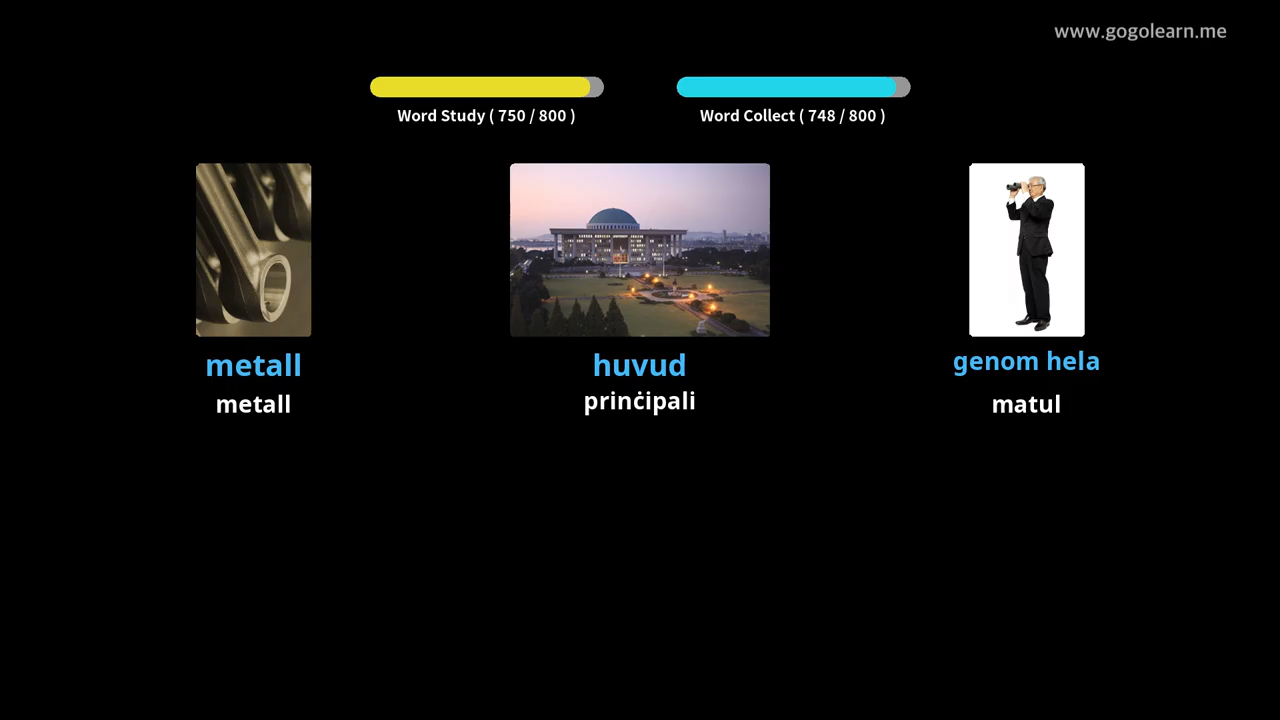 www.gogolearn.me
Word Study ( 750 / 800 )
Word Collect ( 748 / 800 )
metall
metall
huvud
prinċipali
genom hela
matul